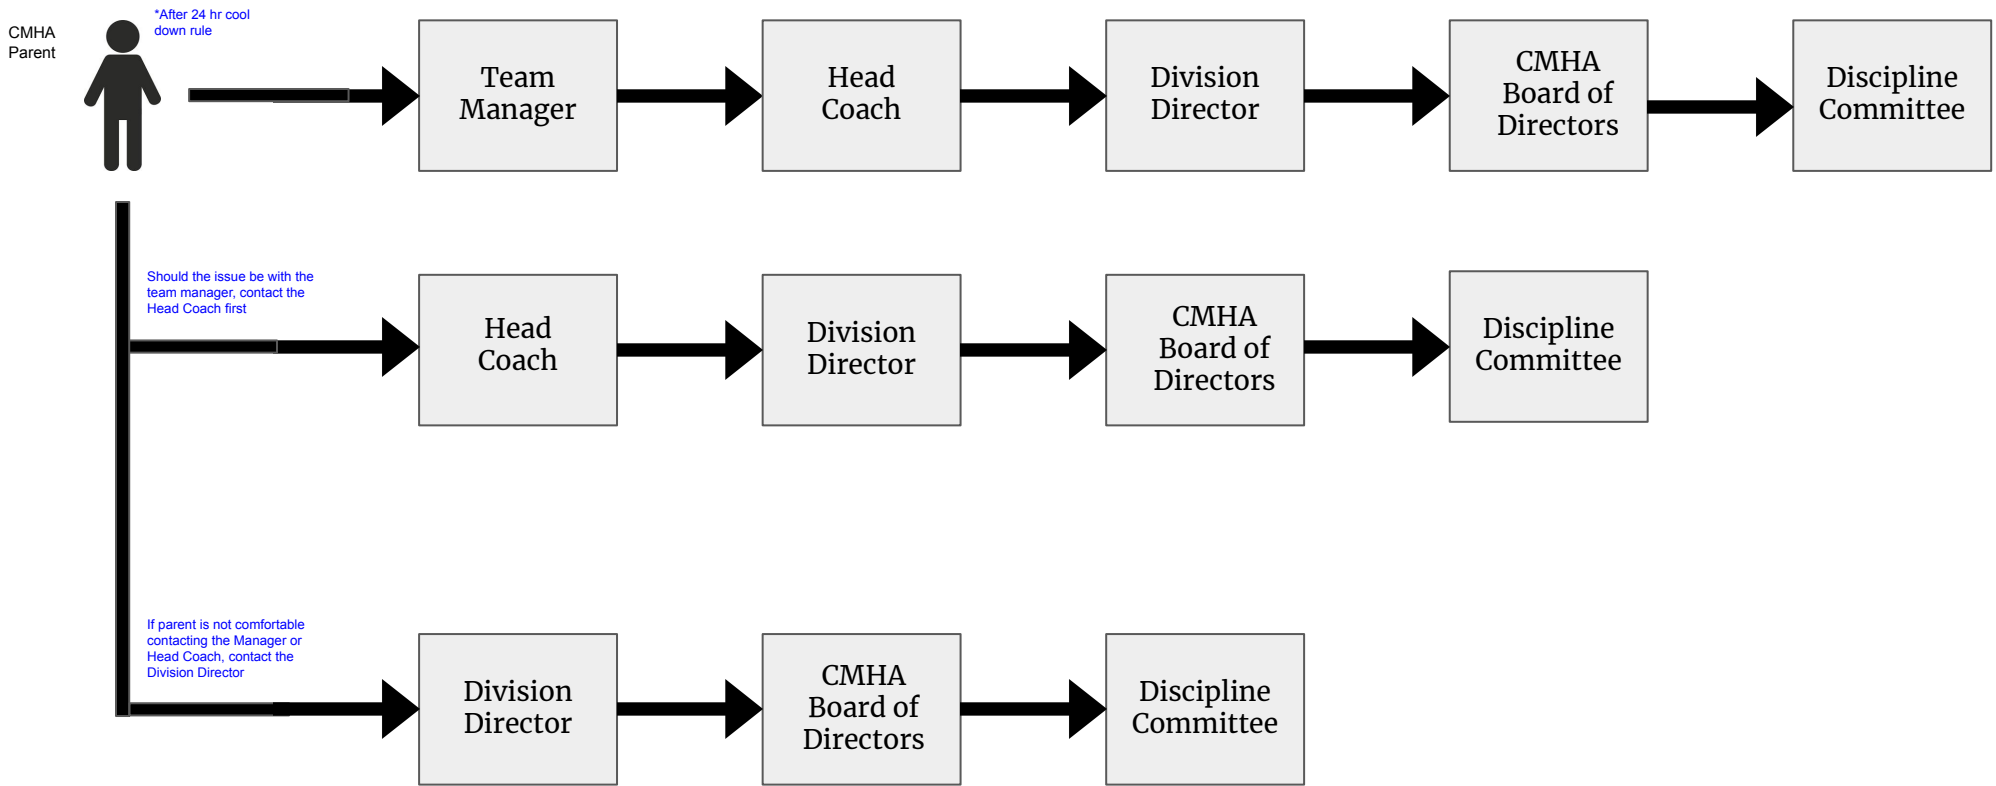 CMHA
Parent
*After 24 hr cool
down rule
Team
Manager
Head
Coach
Division
Director
CMHA
Board of
Directors
Discipline
Committee
Should the issue be with the
team manager, contact the
Head Coach first
Head
Coach
Division
Director
CMHA
Board of
Directors
Discipline
Committee
If parent is not comfortable
contacting the Manager or
Head Coach, contact the
Division Director
Division
Director
CMHA
Board of
Directors
Discipline
Committee